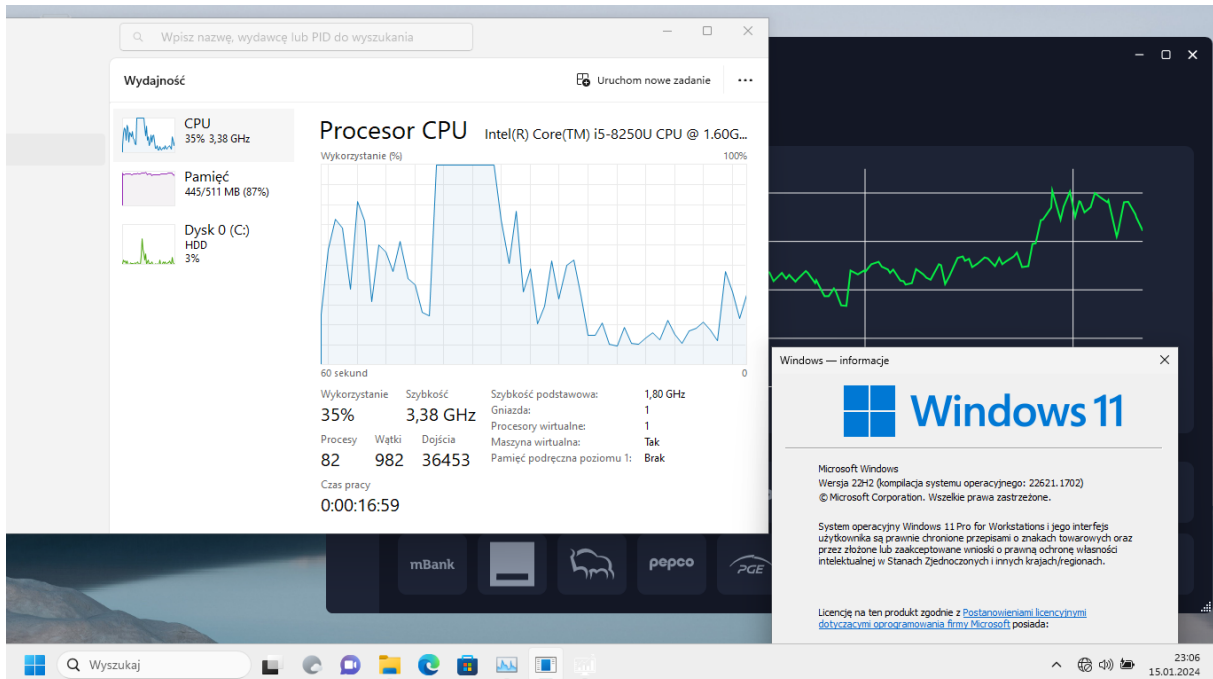 Wpisz nazwę, wydawcę lub PID do wyszukania
Wydajność
Uruchom nowe zadanie
CPU
35% 3,38 GHz
Pamięć
445/511 MB (87%)
Dysk 0 (C:)
HDD
3%
Procesor CPU
Intel(R) Core(TM) i5-8250U CPU @ 1.60G...
Wykorzystanie (%)
100%
60 sekund
0
Wykorzystanie
Szybkość
35%
3,38 GHz
Procesy
Wątki
Dojścia
82
982
36453
Czas pracy
0:00:16:59
Szybkość podstawowa: 1,80 GHz
Gniazda: 1
Procesory wirtualne: 1
Maszyna wirtualna: Tak
Pamięć podręczna poziomu 1: Brak
mBank
pepco
PGE
Windows — informacje
Windows 11
Microsoft Windows
Wersja 22H2 (kompilacja systemu operacyjnego: 22621.1702)
© Microsoft Corporation. Wszelkie prawa zastrzeżone.
System operacyjny Windows 11 Pro for Workstations i jego interfejs
użytkownika są prawnie chronione przepisami o znakach towarowych oraz
przez złożone lub zaakceptowane wnioski o prawną ochronę własności
intelektualnej w Stanach Zjednoczonych i innych krajach/regionach.
Licencję na ten produkt zgodnie z Postanowieniami licencyjnymi
dotyczącymi oprogramowania firmy Microsoft posiada:
Wyszukaj
23:06
15.01.2024